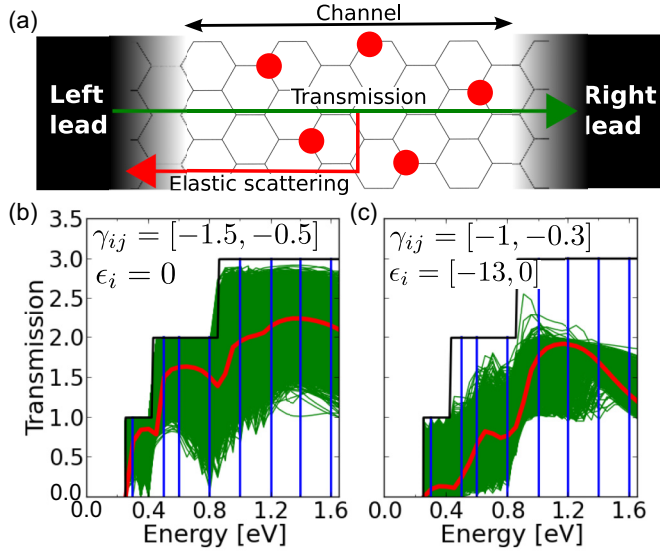 (a)
Channel
Left lead
Transmission
Right lead
Elastic scattering
(b)
γij = [−1.5, −0.5]
ϵi = 0
Transmission
3.5
3.0
2.5
2.0
1.5
1.0
0.5
0.0
0.0 0.4 0.8 1.2 1.6
Energy [eV]
(c)
γij = [−1, −0.3]
ϵi = [−13, 0]
0.0 0.4 0.8 1.2 1.6
Energy [eV]